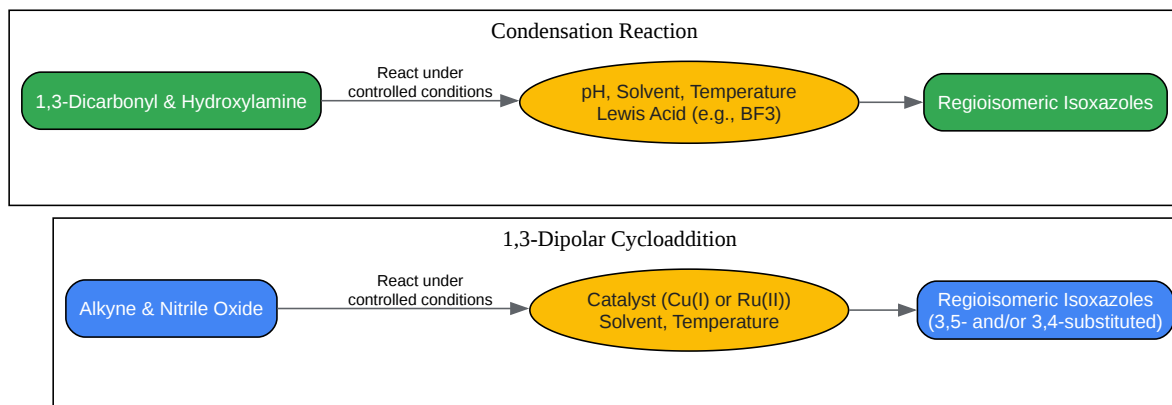 Condensation Reaction
1,3-Dicarbonyl & Hydroxylamine
React under
controlled conditions
pH, Solvent, Temperature
Lewis Acid (e.g., BF3)
Regioisomeric Isoxazoles
1,3-Dipolar Cycloaddition
Alkyne & Nitrile Oxide
React under
controlled conditions
Catalyst (Cu(I) or Ru(II))
Solvent, Temperature
Regioisomeric Isoxazoles
(3,5- and/or 3,4-substituted)